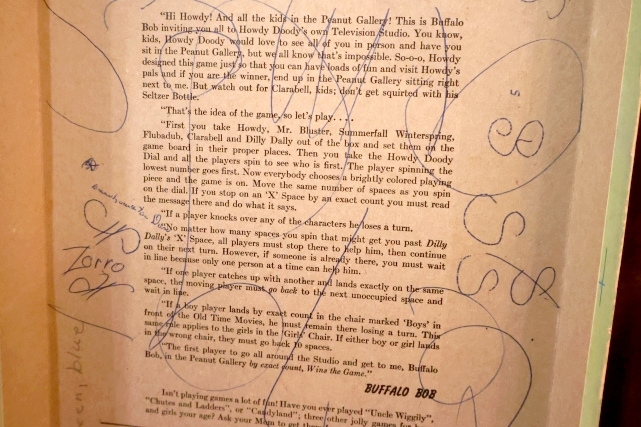 "Hi Howdy! And all the kids in the Peanut Gallery! This is Buffalo
Bob inviting you all to Howdy Doody's own Television Studio. You know,
kids, Howdy Doody would love to see all of you in person and have you
sit in the Peanut Gallery, but we all know that's impossible. So-o-o, Howdy
designed this game just so that you can have loads of fun and visit Howdy's
pals and if you are the winner, end up in the Peanut Gallery sitting right
next to me. But watch out for Clarabell, kids; don't get squirted with his
Seltzer Bottle.
"That's the idea of the game, so let's play....
"First you take Howdy, Mr. Bluster, Summerfall Winterspring,
Flubadub, Clarabell and Dilly Dally out of the box and set them on the
game board in their proper places. Then you take the Howdy Doody
Dial and all the players spin to see who is first. The player spinning the
lowest number goes first. Now everybody chooses a brightly colored playing
piece and the game is on. Move the same number of spaces as you spin
on the dial. If you stop on an 'X' Space by an exact count you must read
the message there and do what it says.
"If a player knocks over any of the characters he loses a turn.
"No matter how many spaces you spin that might get you past Dilly
Dally's 'X' Space, all players must stop there to help him, then continue
on their next turn. However, if someone is already there, you must wait
in line because only one person at a time can help him.
"If one player catches up with another and lands exactly on the same
space, the moving player must go back to the next unoccupied space and
wait in line.
"If a boy player lands by exact count in the chair marked 'Boys' in
front of the Old Time Movies, he must remain there losing a turn. This
same rule applies to the girls in the 'Girls' Chair. If either boy or girl lands
in the wrong chair, they must go back 10 spaces.
"The first player to go all around the Studio and get to me, Buffalo
Bob, in the Peanut Gallery by exact count, Wins the Game."
BUFFALO BOB
Isn't playing games a lot of fun! Have you ever played "Uncle Wiggily",
"Chutes and Ladders", or "Candyland", three other jolly games for
and girls your age? Ask your Mom to get
Zorro
blue